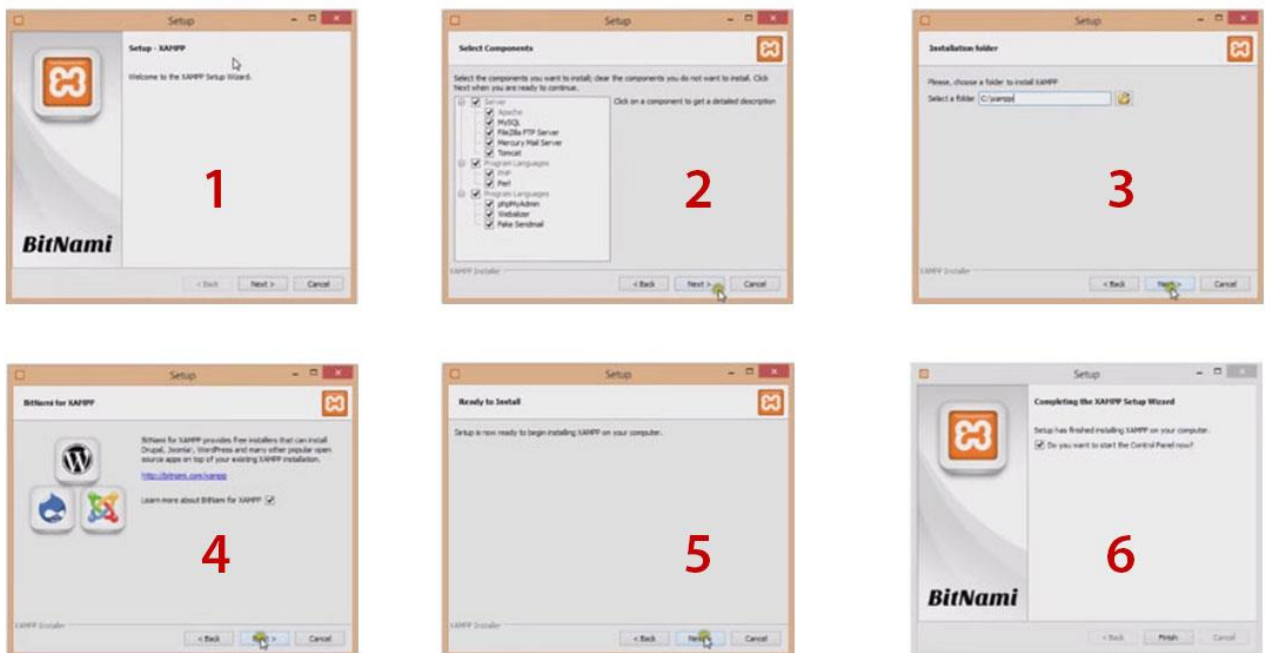 Setup
Setup - XAMPP
Welcome to the XAMPP Setup Wizard.
1
BitNami
< Back
Next >
Cancel
Setup
Select Components
Select the components you want to install; clear the components you do not want to install. Click
Next when you are ready to continue.
Server
Apache
MySQL
FileZilla FTP Server
Mercury Mail Server
Tomcat
Program Languages
PHP
Perl
Program Languages
phpMyAdmin
Webalizer
Fake Sendmail
Click on a component to get a detailed description
2
XAMPP Installer
< Back
Next >
Cancel
Setup
Installation folder
Please, choose a folder to install XAMPP
Select a folder
C:\xampp
3
XAMPP Installer
< Back
Next >
Cancel
Setup
BitNami for XAMPP
BitNami for XAMPP provides free installers that can install
Drupal, Joomla!, WordPress and many other popular open
source apps on top of your existing XAMPP installation.
http://bitnami.com/xampp
Learn more about BitNami for XAMPP
4
XAMPP Installer
< Back
Next >
Cancel
Setup
Ready to Install
Setup is now ready to begin installing XAMPP on your computer.
5
XAMPP Installer
< Back
Next >
Cancel
Setup
Completing the XAMPP Setup Wizard
Setup has finished installing XAMPP on your computer.
Do you want to start the Control Panel now?
6
BitNami
< Back
Finish
Cancel